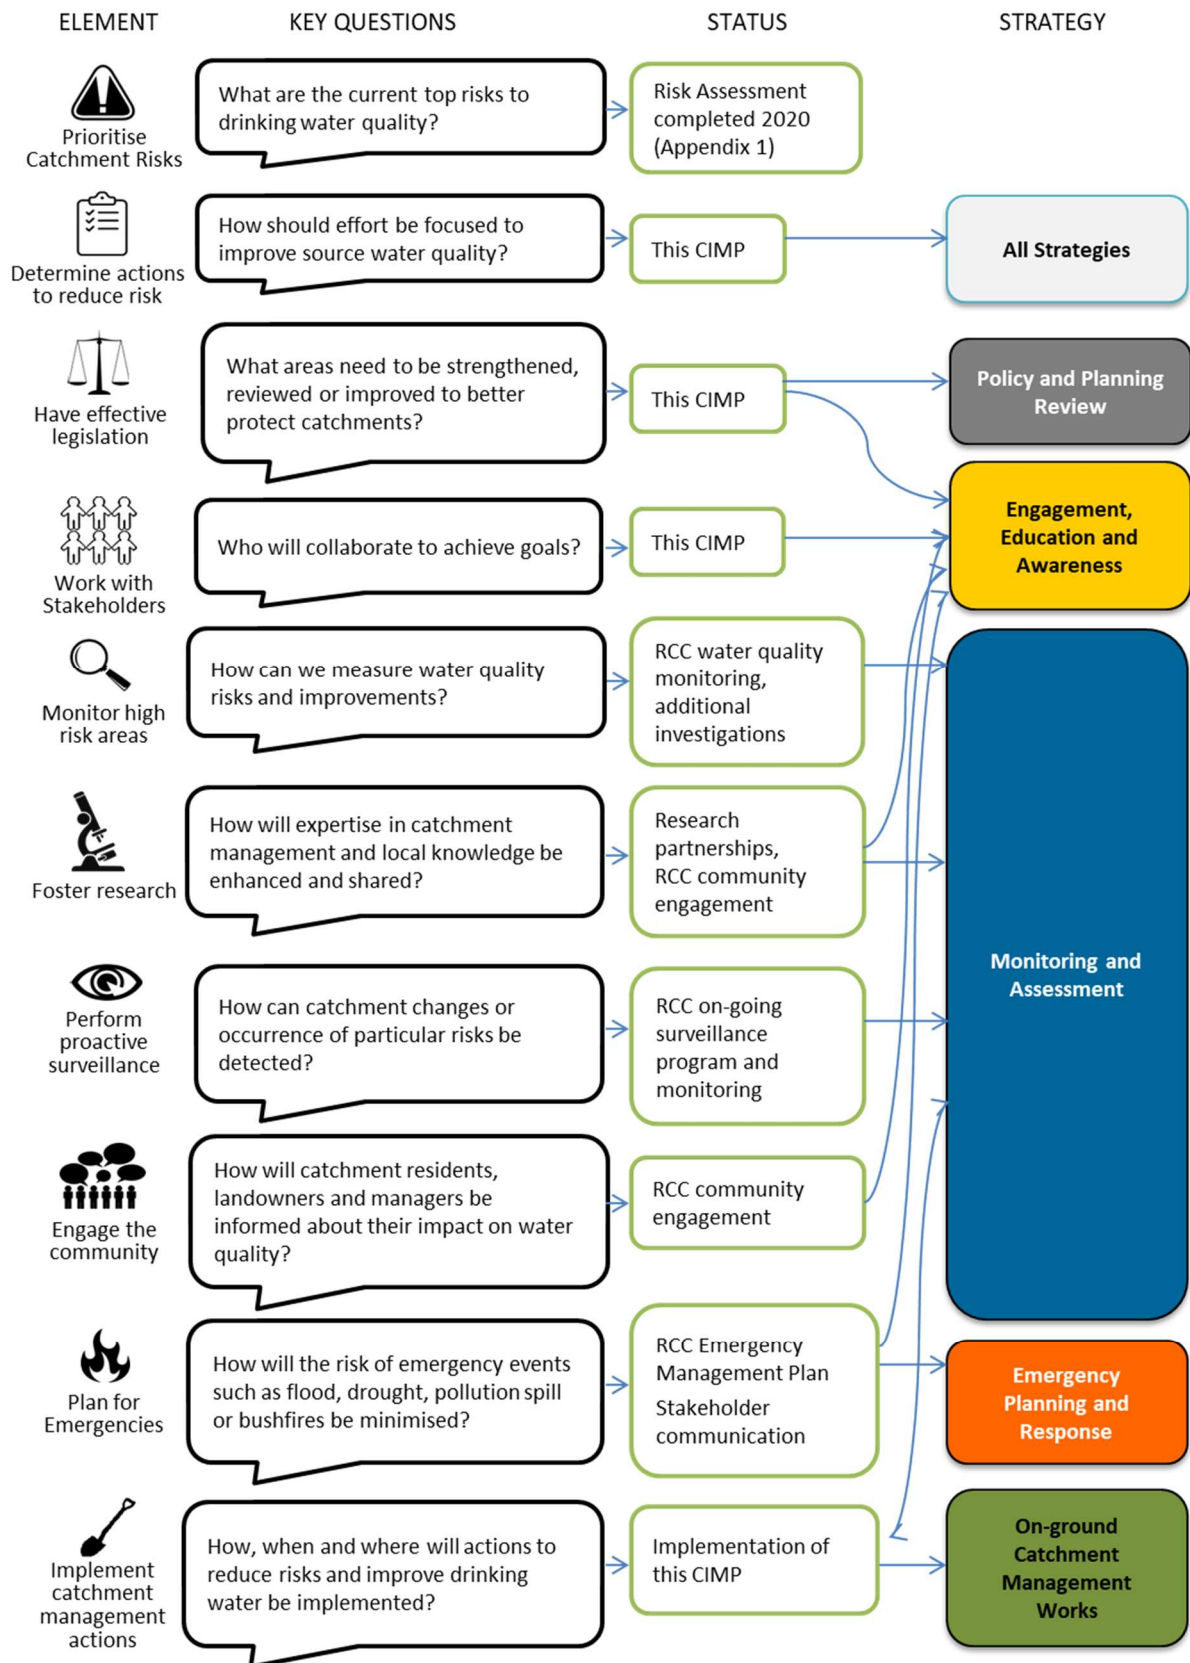 ELEMENT
KEY QUESTIONS
STATUS
STRATEGY
Prioritise
Catchment Risks
What are the current top risks to
drinking water quality?
Risk Assessment
completed 2020
(Appendix 1)
Determine actions
to reduce risk
How should effort be focused to
improve source water quality?
This CIMP
All Strategies
Have effective
legislation
What areas need to be strengthened,
reviewed or improved to better
protect catchments?
This CIMP
Policy and Planning
Review
Engagement,
Education and
Awareness
Work with
Stakeholders
Who will collaborate to achieve goals?
This CIMP
Monitor high
risk areas
How can we measure water quality
risks and improvements?
RCC water quality
monitoring,
additional
investigations
Monitoring and
Assessment
Foster research
How will expertise in catchment
management and local knowledge be
enhanced and shared?
Research
partnerships,
RCC community
engagement
Perform
proactive
surveillance
How can catchment changes or
occurrence of particular risks be
detected?
RCC on-going
surveillance
program and
monitoring
Engage the
community
How will catchment residents,
landowners and managers be
informed about their impact on water
quality?
RCC community
engagement
Plan for
Emergencies
How will the risk of emergency events
such as flood, drought, pollution spill
or bushfires be minimised?
RCC Emergency
Management Plan
Stakeholder
communication
Emergency
Planning and
Response
Implement
catchment
management
actions
How, when and where will actions to
reduce risks and improve drinking
water be implemented?
Implementation of
this CIMP
On-ground
Catchment
Management
Works